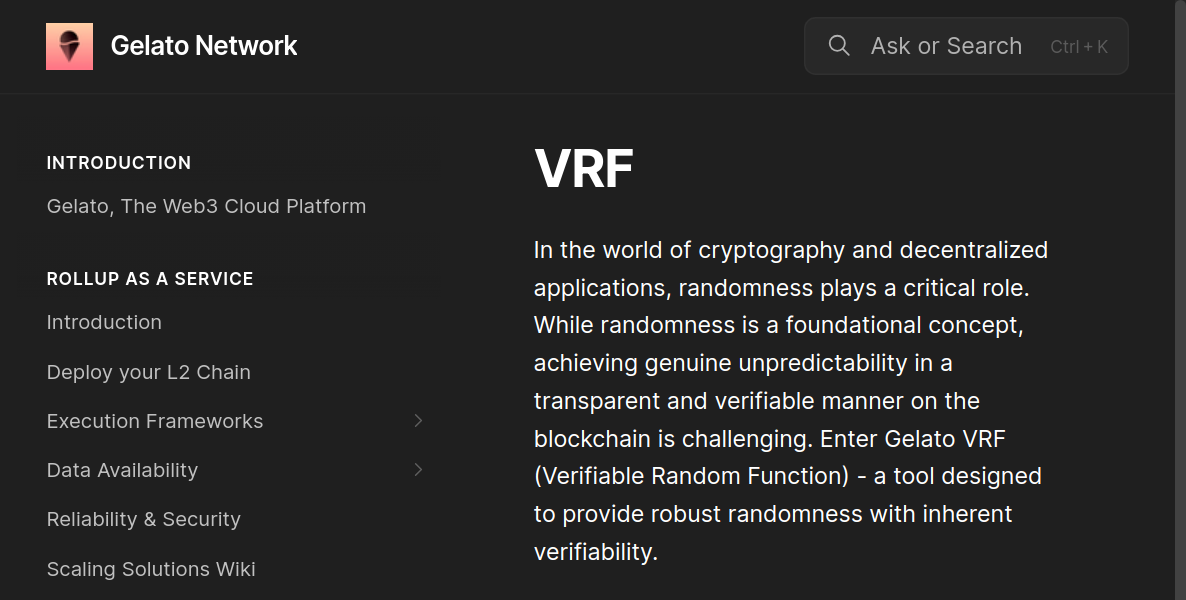 Gelato Network
Ask or Search
Ctrl + K
INTRODUCTION
Gelato, The Web3 Cloud Platform
ROLLUP AS A SERVICE
Introduction
Deploy your L2 Chain
Execution Frameworks
Data Availability
Reliability & Security
Scaling Solutions Wiki
VRF
In the world of cryptography and decentralized
applications, randomness plays a critical role.
While randomness is a foundational concept,
achieving genuine unpredictability in a
transparent and verifiable manner on the
blockchain is challenging. Enter Gelato VRF
(Verifiable Random Function) - a tool designed
to provide robust randomness with inherent
verifiability.